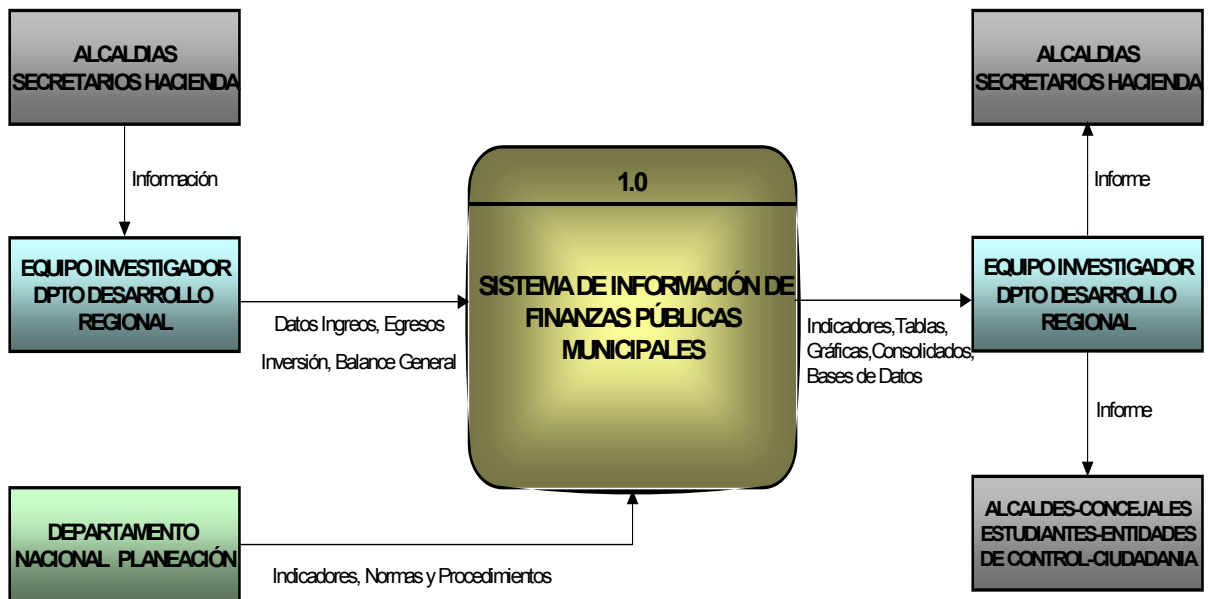 ALCALDIAS
SECRETARIOS HACIENDA
Información
EQUIPO INVESTIGADOR
DPTO DESARROLLO
REGIONAL
Datos Ingreos, Egresos
Inversión, Balance General
DEPARTAMENTO
NACIONAL PLANEACIÓN
Indicadores, Normas y Procedimientos
1.0
SISTEMA DE INFORMACIÓN DE
FINANZAS PÚBLICAS
MUNICIPALES
Indicadores,Tablas,
Gráficas,Consolidados,
Bases de Datos
ALCALDIAS
SECRETARIOS HACIENDA
Informe
EQUIPO INVESTIGADOR
DPTO DESARROLLO
REGIONAL
Informe
ALCALDES-CONCEJALES
ESTUDIANTES-ENTIDADES
DE CONTROL-CIUDADANIA